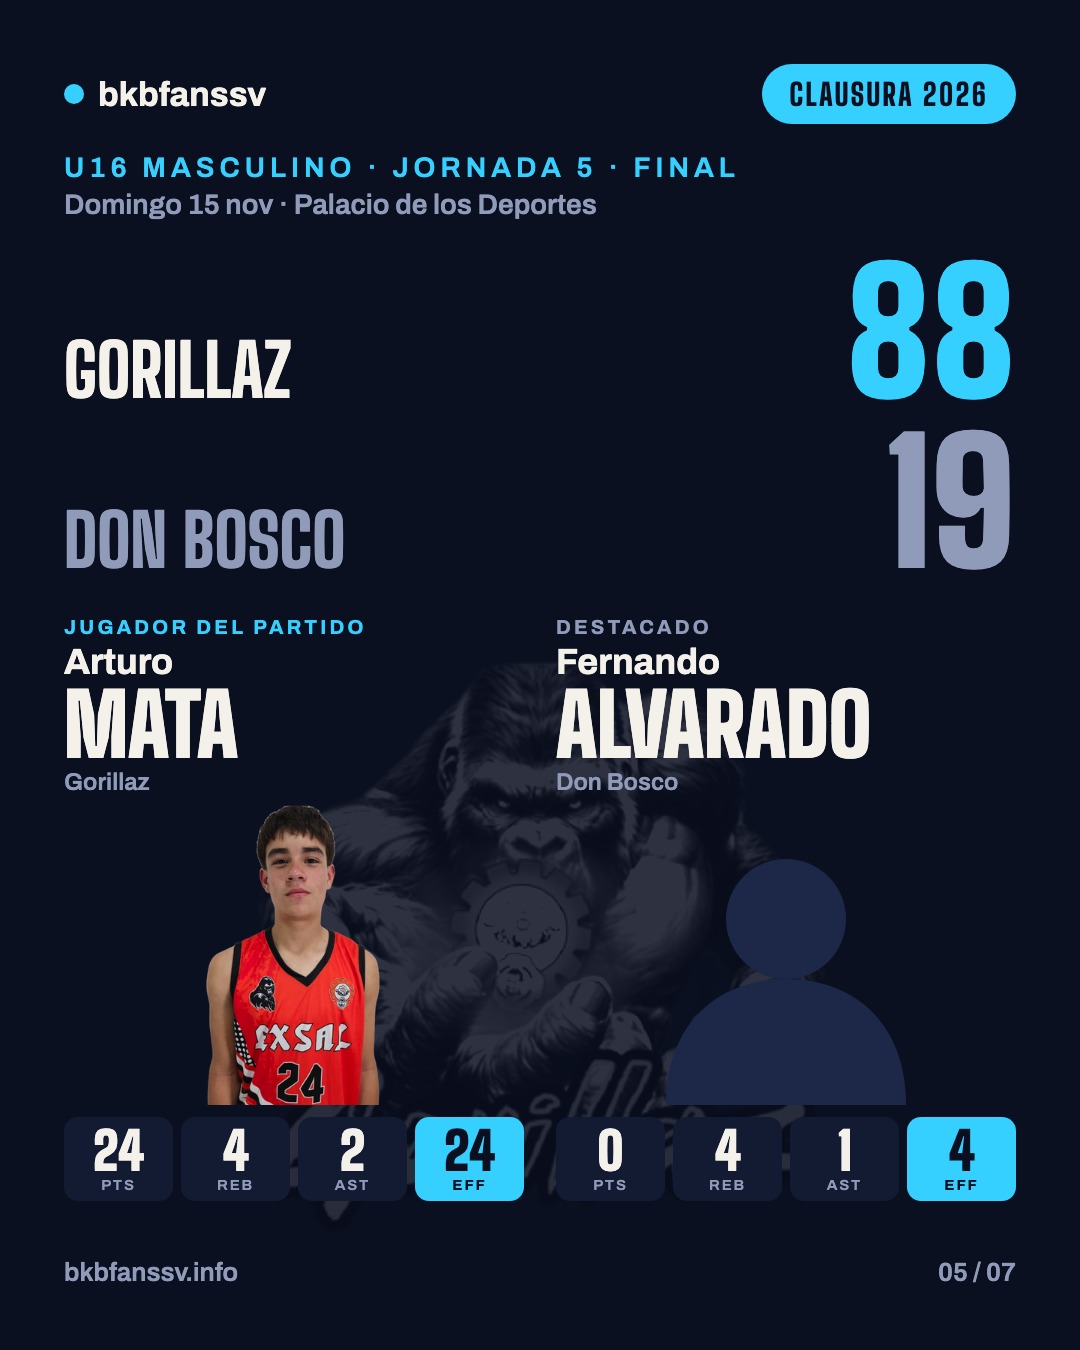 bkbfanssv
CLAUSURA 2026
U16 MASCULINO · JORNADA 5 · FINAL
Domingo 15 nov · Palacio de los Deportes
GORILLAZ 88
DON BOSCO 19
JUGADOR DEL PARTIDO
Arturo
MATA
Gorillaz
DESTACADO
Fernando
ALVARADO
Don Bosco
EXSAL
24
24 4 2 24
PTS REB AST EFF
0 4 1 4
PTS REB AST EFF
bkbfanssv.info
05 / 07